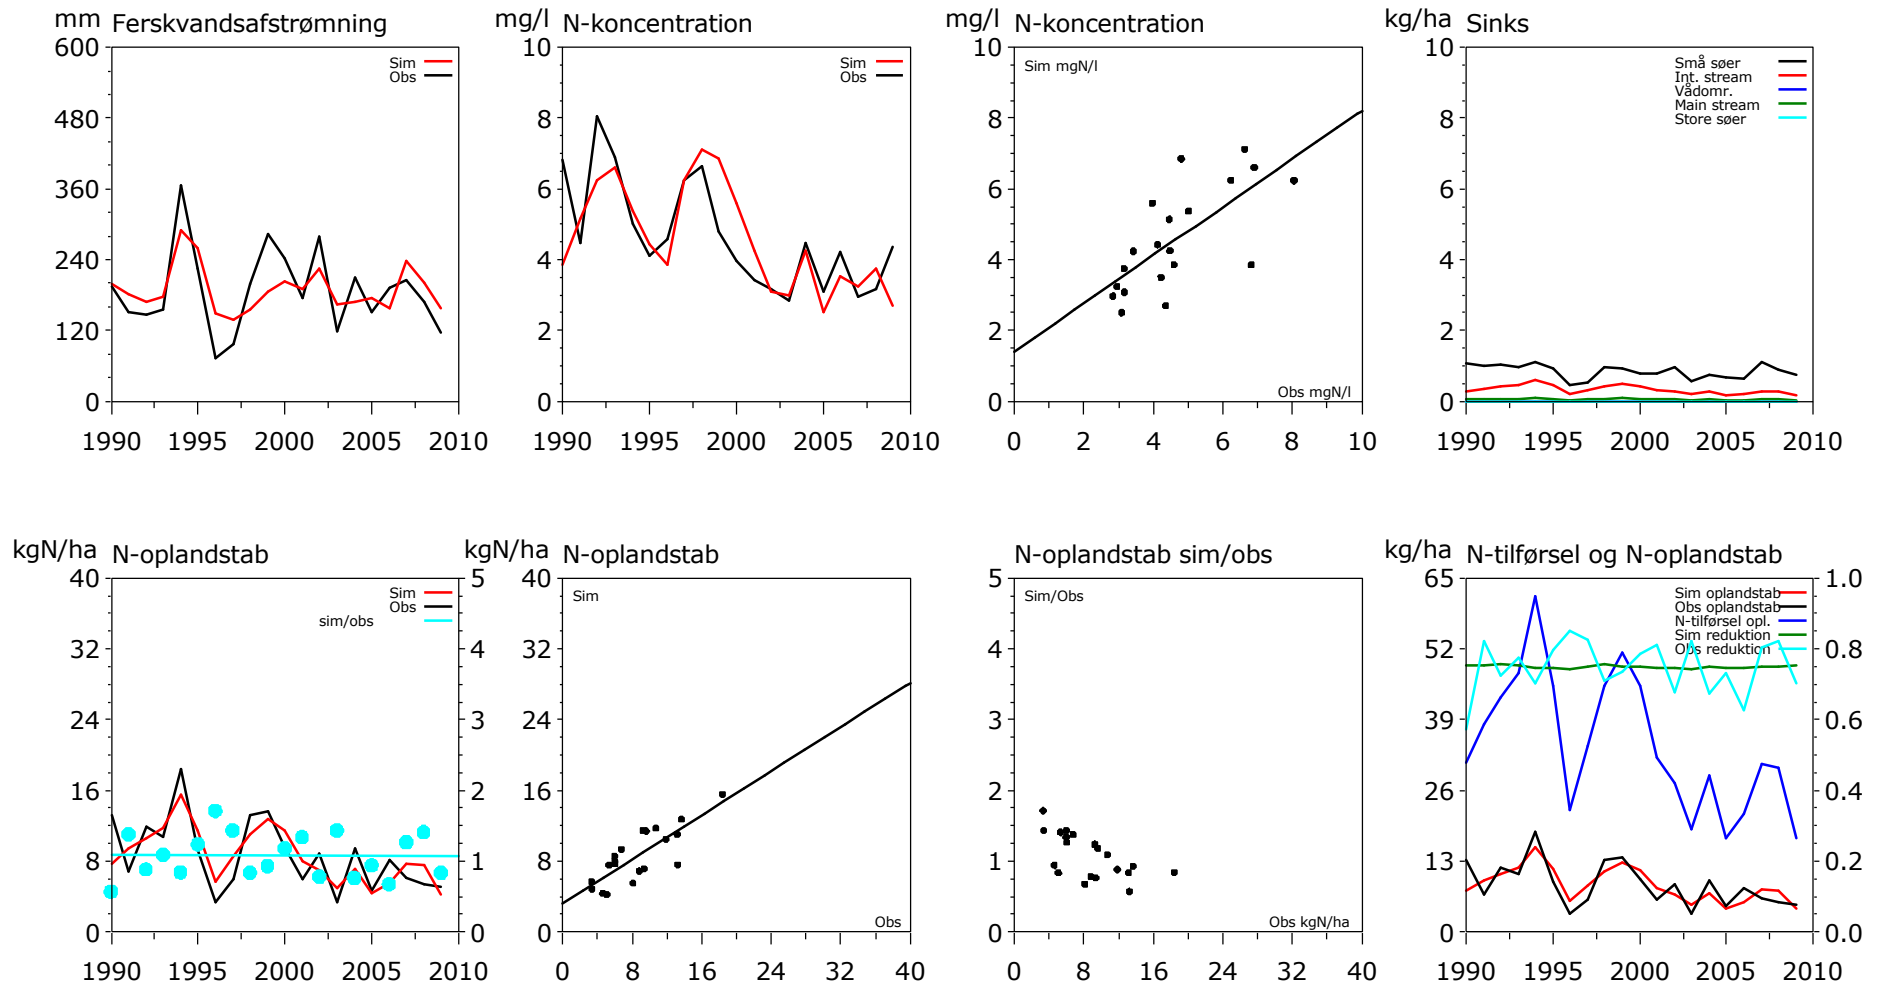 mm Ferskvandsafstrømning
600
480
360
240
120
0
1990 1995 2000 2005 2010
Sim
Obs
mg/l N-koncentration
10
8
6
4
2
0
1990 1995 2000 2005 2010
Sim
Obs
mg/l N-koncentration
10
8
6
4
2
0
0 2 4 6 8 10
Sim mgN/l
Obs mgN/l
kg/ha Sinks
10
8
6
4
2
0
1990 1995 2000 2005 2010
Små søer
Int. stream
Vådomr.
Main stream
Store søer
kgN/ha N-oplandstab
40
32
24
16
8
0
1990 1995 2000 2005 2010
5
4
3
2
1
0
Sim
Obs
sim/obs
kgN/ha N-oplandstab
40
32
24
16
8
0
0 8 16 24 32 40
Sim
Obs
N-oplandstab sim/obs
5
4
3
2
1
0
0 8 16 24 32 40
Sim/Obs
Obs kgN/ha
kg/ha N-tilførsel og N-oplandstab
65
52
39
26
13
0
1990 1995 2000 2005 2010
1.0
0.8
0.6
0.4
0.2
0.0
Sim oplandstab
Obs oplandstab
N-tilførsel opl.
Sim reduktion
Obs reduktion